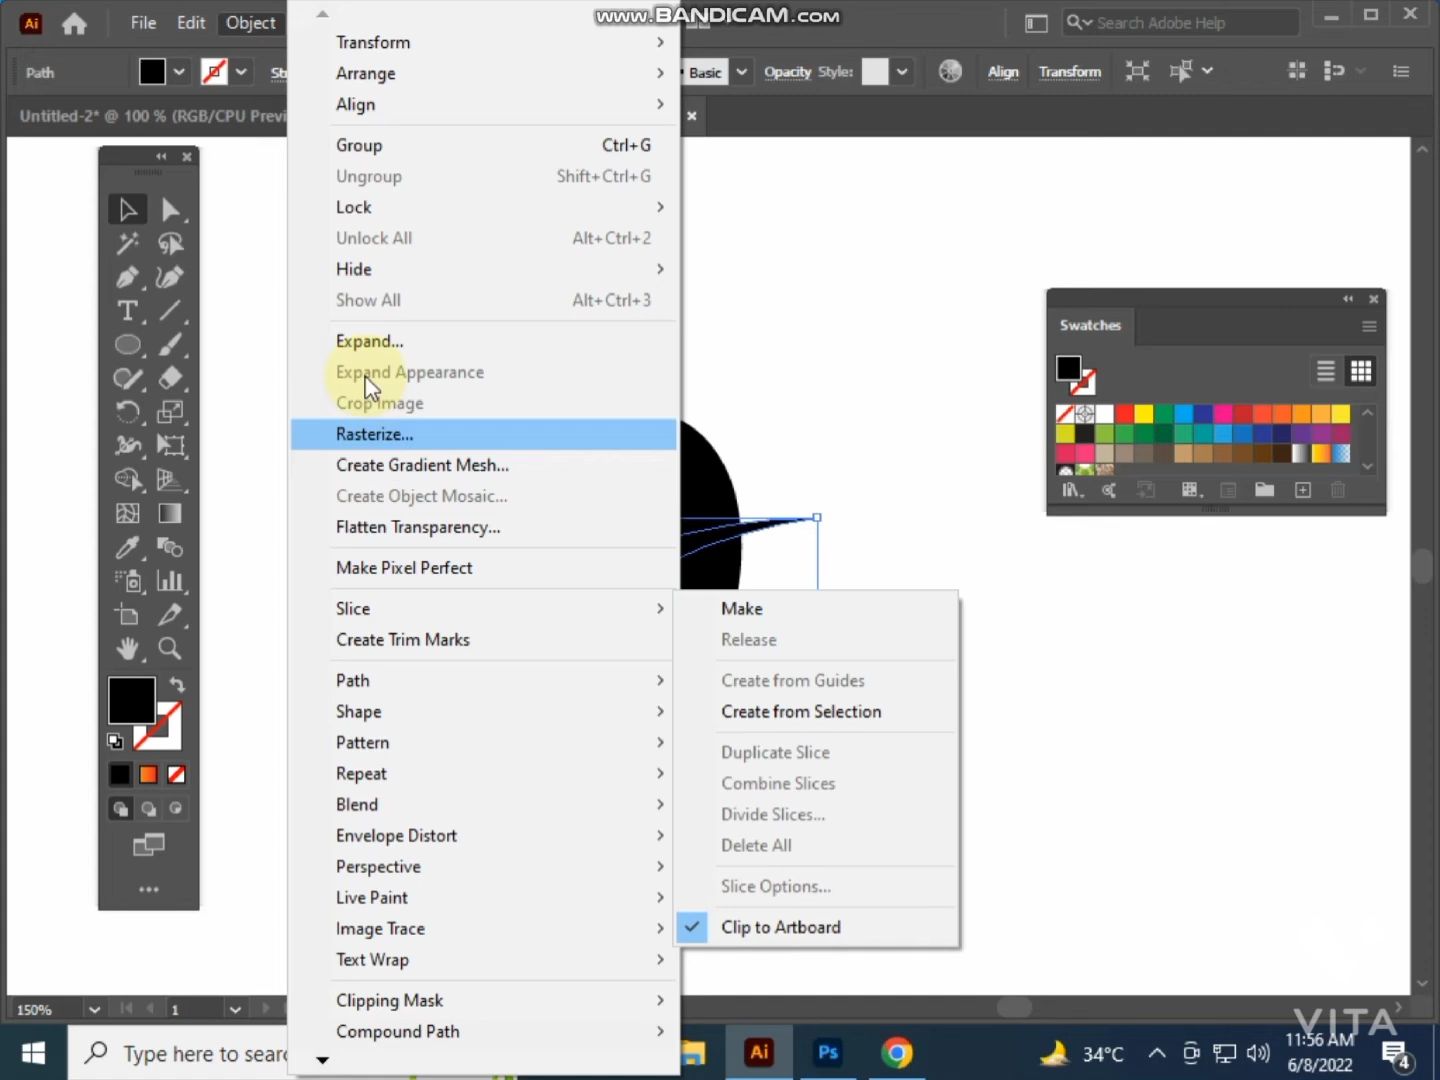 www.BANDICAM.com
Ai
File
Edit
Object
Search Adobe Help
Path
Basic
Opacity
Style:
Align
Transform
Untitled-2* @ 100 % (RGB/CPU Previ
Transform
Arrange
Align
Group Ctrl+G
Ungroup Shift+Ctrl+G
Lock
Unlock All Alt+Ctrl+2
Hide
Show All Alt+Ctrl+3
Expand...
Expand Appearance
Crop Image
Rasterize...
Create Gradient Mesh...
Create Object Mosaic...
Flatten Transparency...
Make Pixel Perfect
Slice
Create Trim Marks
Path
Shape
Pattern
Repeat
Blend
Envelope Distort
Perspective
Live Paint
Image Trace
Text Wrap
Clipping Mask
Compound Path
Make
Release
Create from Guides
Create from Selection
Duplicate Slice
Combine Slices
Divide Slices...
Delete All
Slice Options...
Clip to Artboard
Swatches
150%
1
VITA
Type here to sear
Ai
Ps
34°C
11:56 AM
6/8/2022
4